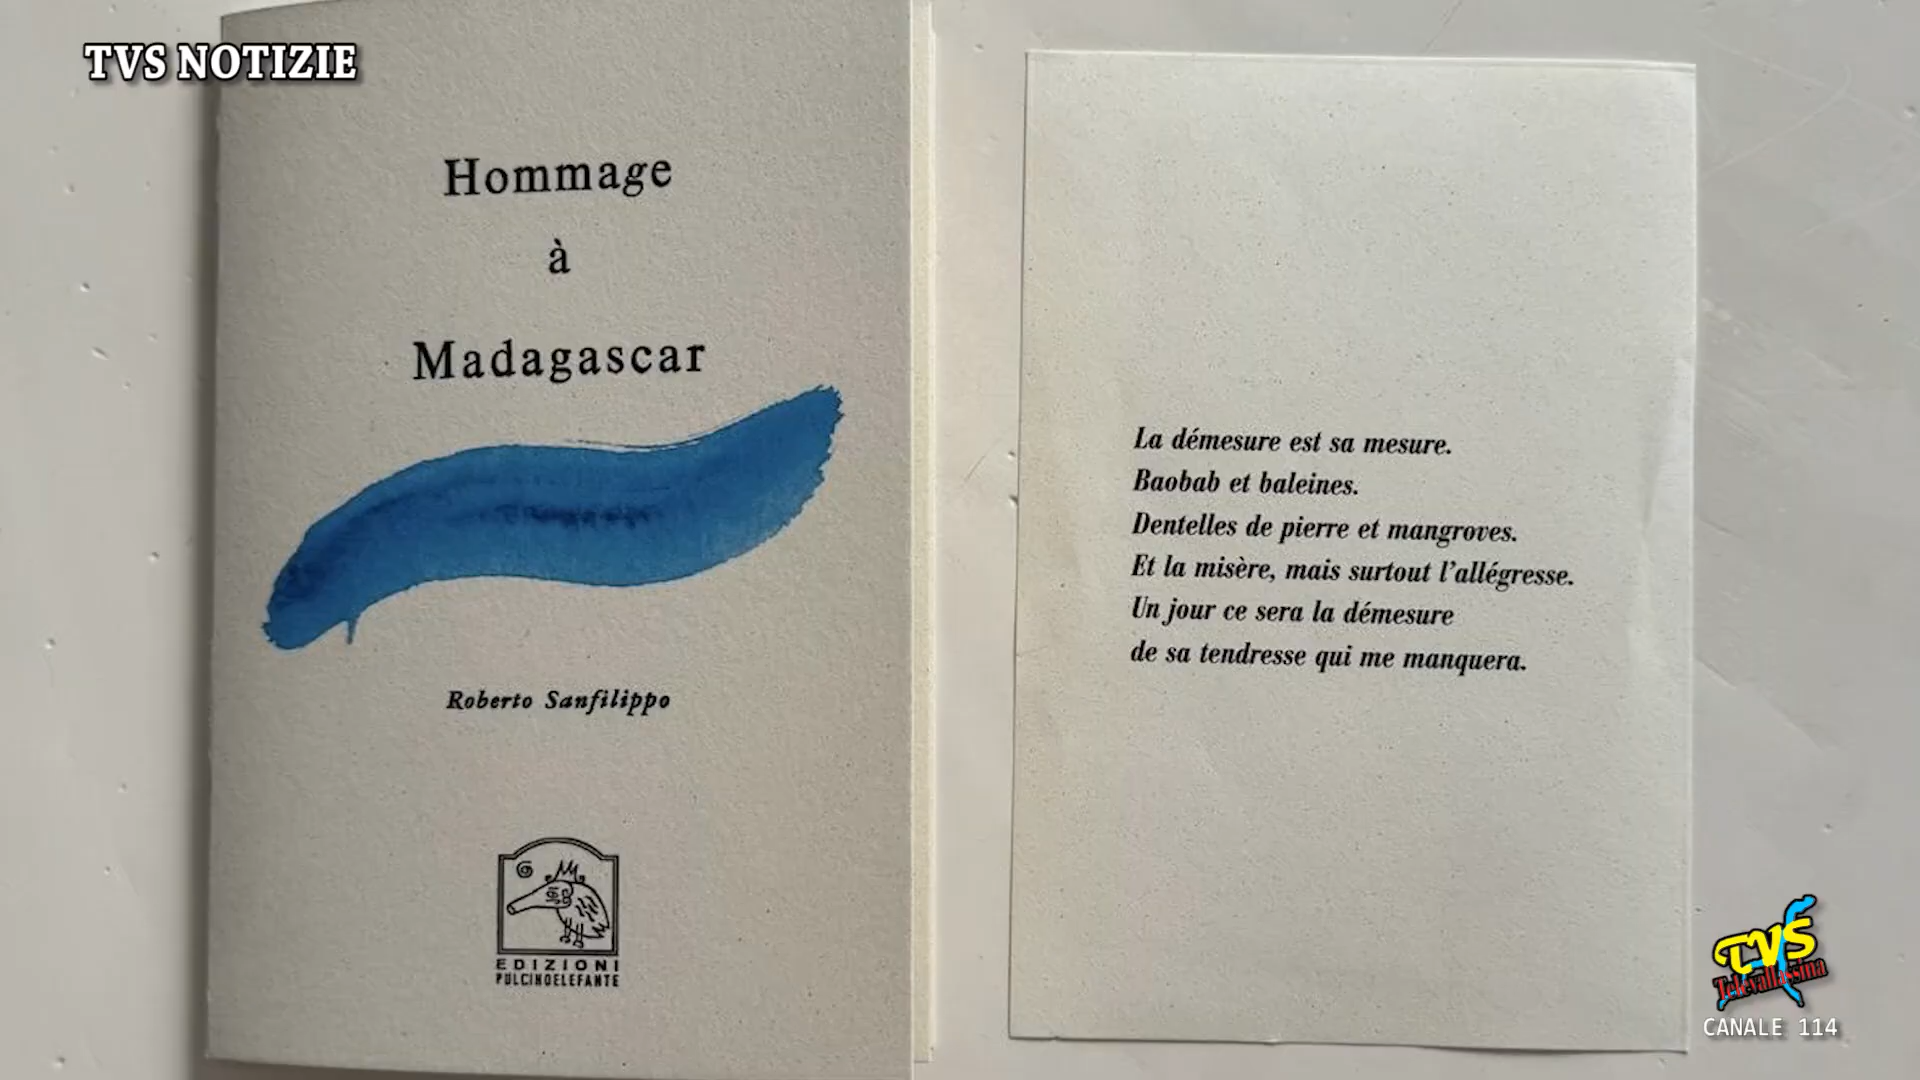 TVS NOTIZIE
Hommage
à
Madagascar
Roberto Sanfilippo
EDIZIONI
PULCINOELEFANTE
La démesure est sa mesure.
Baobab et baleines.
Dentelles de pierre et mangroves.
Et la misère, mais surtout l'allégresse.
Un jour ce sera la démesure
de sa tendresse qui me manquera.
TVS
Televallassina
CANALE 114